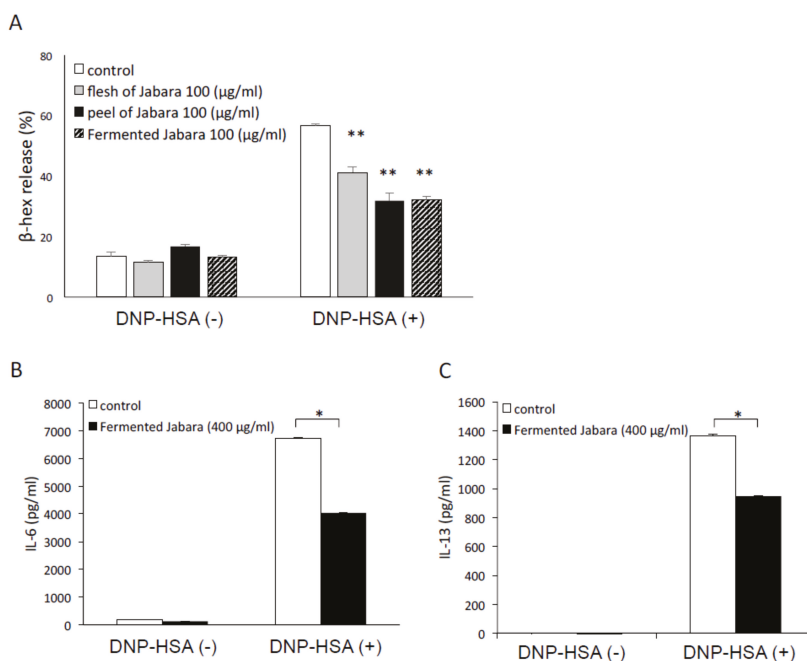 A
80
60
40
20
0
β-hex release (%)
control
flesh of Jabara 100 (μg/ml)
peel of Jabara 100 (μg/ml)
Fermented Jabara 100 (μg/ml)
**
** **
DNP-HSA (-) DNP-HSA (+)
B
8000
7000
6000
5000
4000
3000
2000
1000
0
IL-6 (pg/ml)
control
Fermented Jabara (400 μg/ml)
*
DNP-HSA (-) DNP-HSA (+)
C
1600
1400
1200
1000
800
600
400
200
0
IL-13 (pg/ml)
control
Fermented Jabara (400 μg/ml)
*
DNP-HSA (-) DNP-HSA (+)